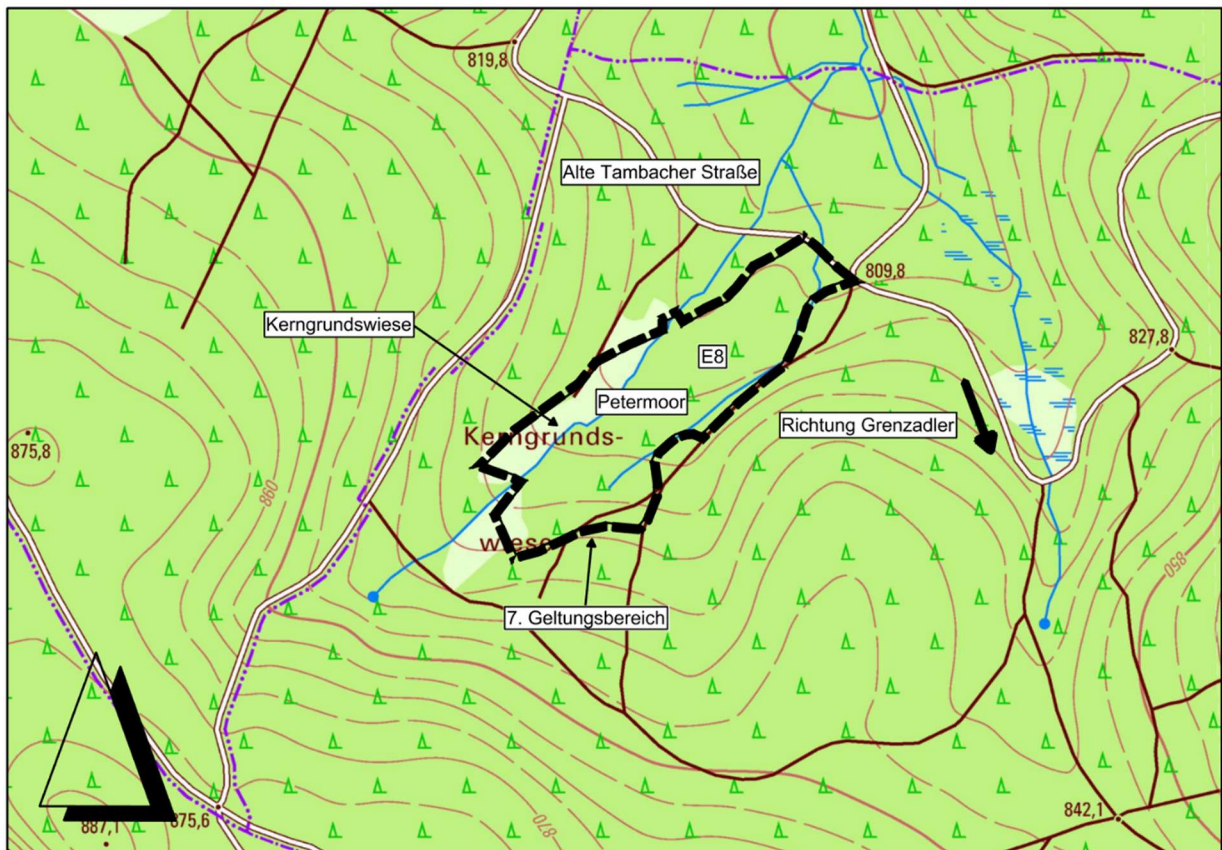 819,8
Alte Tambacher Straße
809,8
Kerngrundswiese
827,8
E8
Petermoor
Richtung Grenzadler
Kerngrunds-
875,8
860
wiese
850
7. Geltungsbereich
842,1
887,1
875,6
870